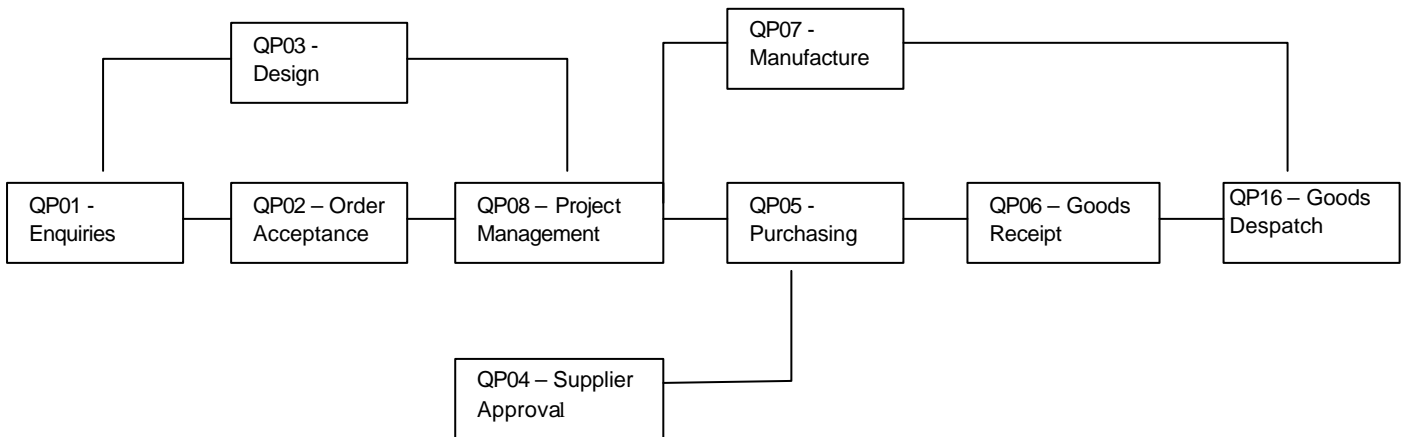 QP03 -
Design
QP07 -
Manufacture
QP01 -
Enquiries
QP02 – Order
Acceptance
QP08 – Project
Management
QP05 -
Purchasing
QP06 – Goods
Receipt
QP16 – Goods
Despatch
QP04 – Supplier
Approval